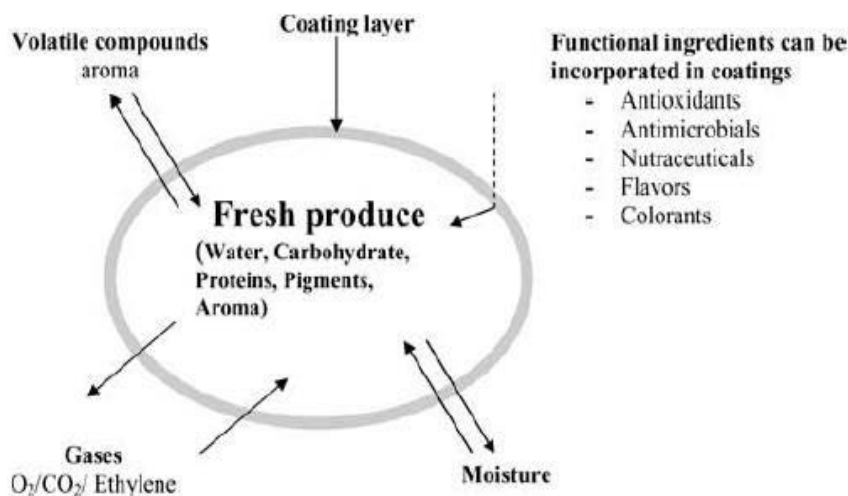 Volatile compounds
aroma
Coating layer
Functional ingredients can be
incorporated in coatings
- Antioxidants
- Antimicrobials
- Nutraceuticals
- Flavors
- Colorants
Fresh produce
(Water, Carbohydrate,
Proteins, Pigments,
Aroma)
Gases
O₂/CO₂/ Ethylene
Moisture